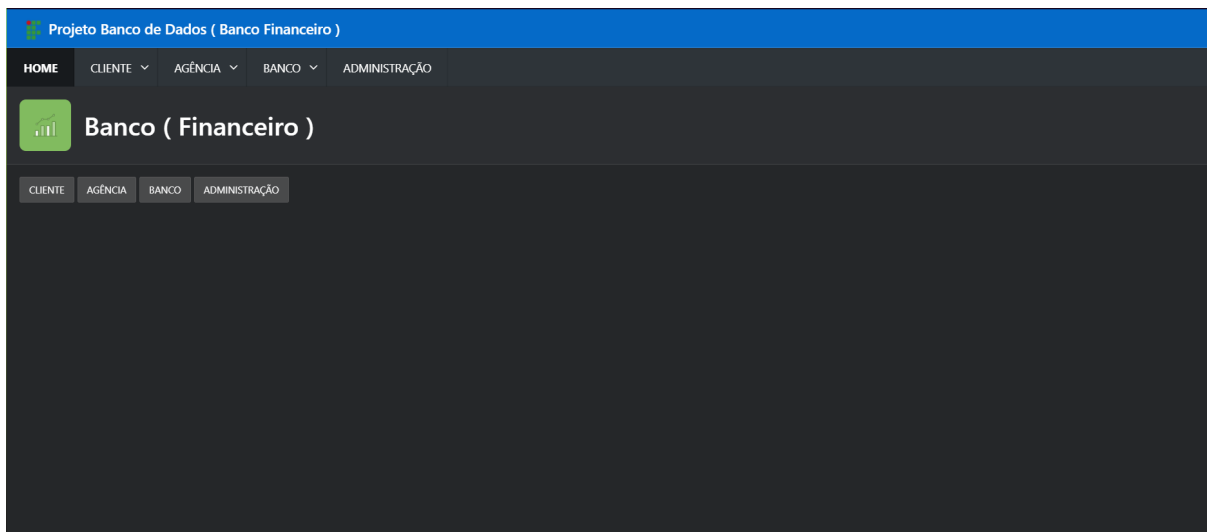 Projeto Banco de Dados ( Banco Financeiro )
HOME CLIENTE AGÊNCIA BANCO ADMINISTRAÇÃO
Banco ( Financeiro )
CLIENTE AGÊNCIA BANCO ADMINISTRAÇÃO